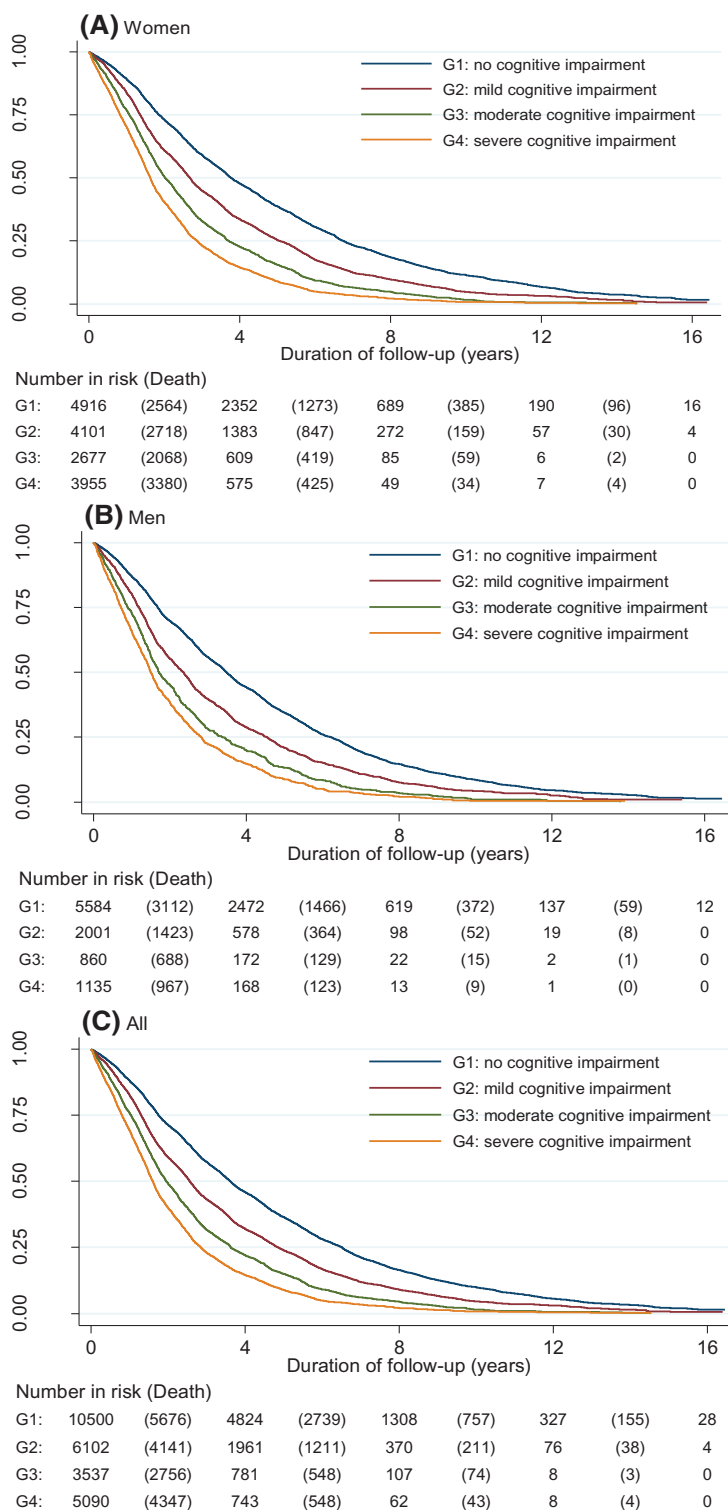 (A) Women
G1: no cognitive impairment
G2: mild cognitive impairment
G3: moderate cognitive impairment
G4: severe cognitive impairment
1.00
0.75
0.50
0.25
0.00
0 4 8 12 16
Duration of follow-up (years)
Number in risk (Death)
G1: 4916 (2564) 2352 (1273) 689 (385) 190 (96) 16
G2: 4101 (2718) 1383 (847) 272 (159) 57 (30) 4
G3: 2677 (2068) 609 (419) 85 (59) 6 (2) 0
G4: 3955 (3380) 575 (425) 49 (34) 7 (4) 0
(B) Men
G1: no cognitive impairment
G2: mild cognitive impairment
G3: moderate cognitive impairment
G4: severe cognitive impairment
1.00
0.75
0.50
0.25
0.00
0 4 8 12 16
Duration of follow-up (years)
Number in risk (Death)
G1: 5584 (3112) 2472 (1466) 619 (372) 137 (59) 12
G2: 2001 (1423) 578 (364) 98 (52) 19 (8) 0
G3: 860 (688) 172 (129) 22 (15) 2 (1) 0
G4: 1135 (967) 168 (123) 13 (9) 1 (0) 0
(C) All
G1: no cognitive impairment
G2: mild cognitive impairment
G3: moderate cognitive impairment
G4: severe cognitive impairment
1.00
0.75
0.50
0.25
0.00
0 4 8 12 16
Duration of follow-up (years)
Number in risk (Death)
G1: 10500 (5676) 4824 (2739) 1308 (757) 327 (155) 28
G2: 6102 (4141) 1961 (1211) 370 (211) 76 (38) 4
G3: 3537 (2756) 781 (548) 107 (74) 8 (3) 0
G4: 5090 (4347) 743 (548) 62 (43) 8 (4) 0